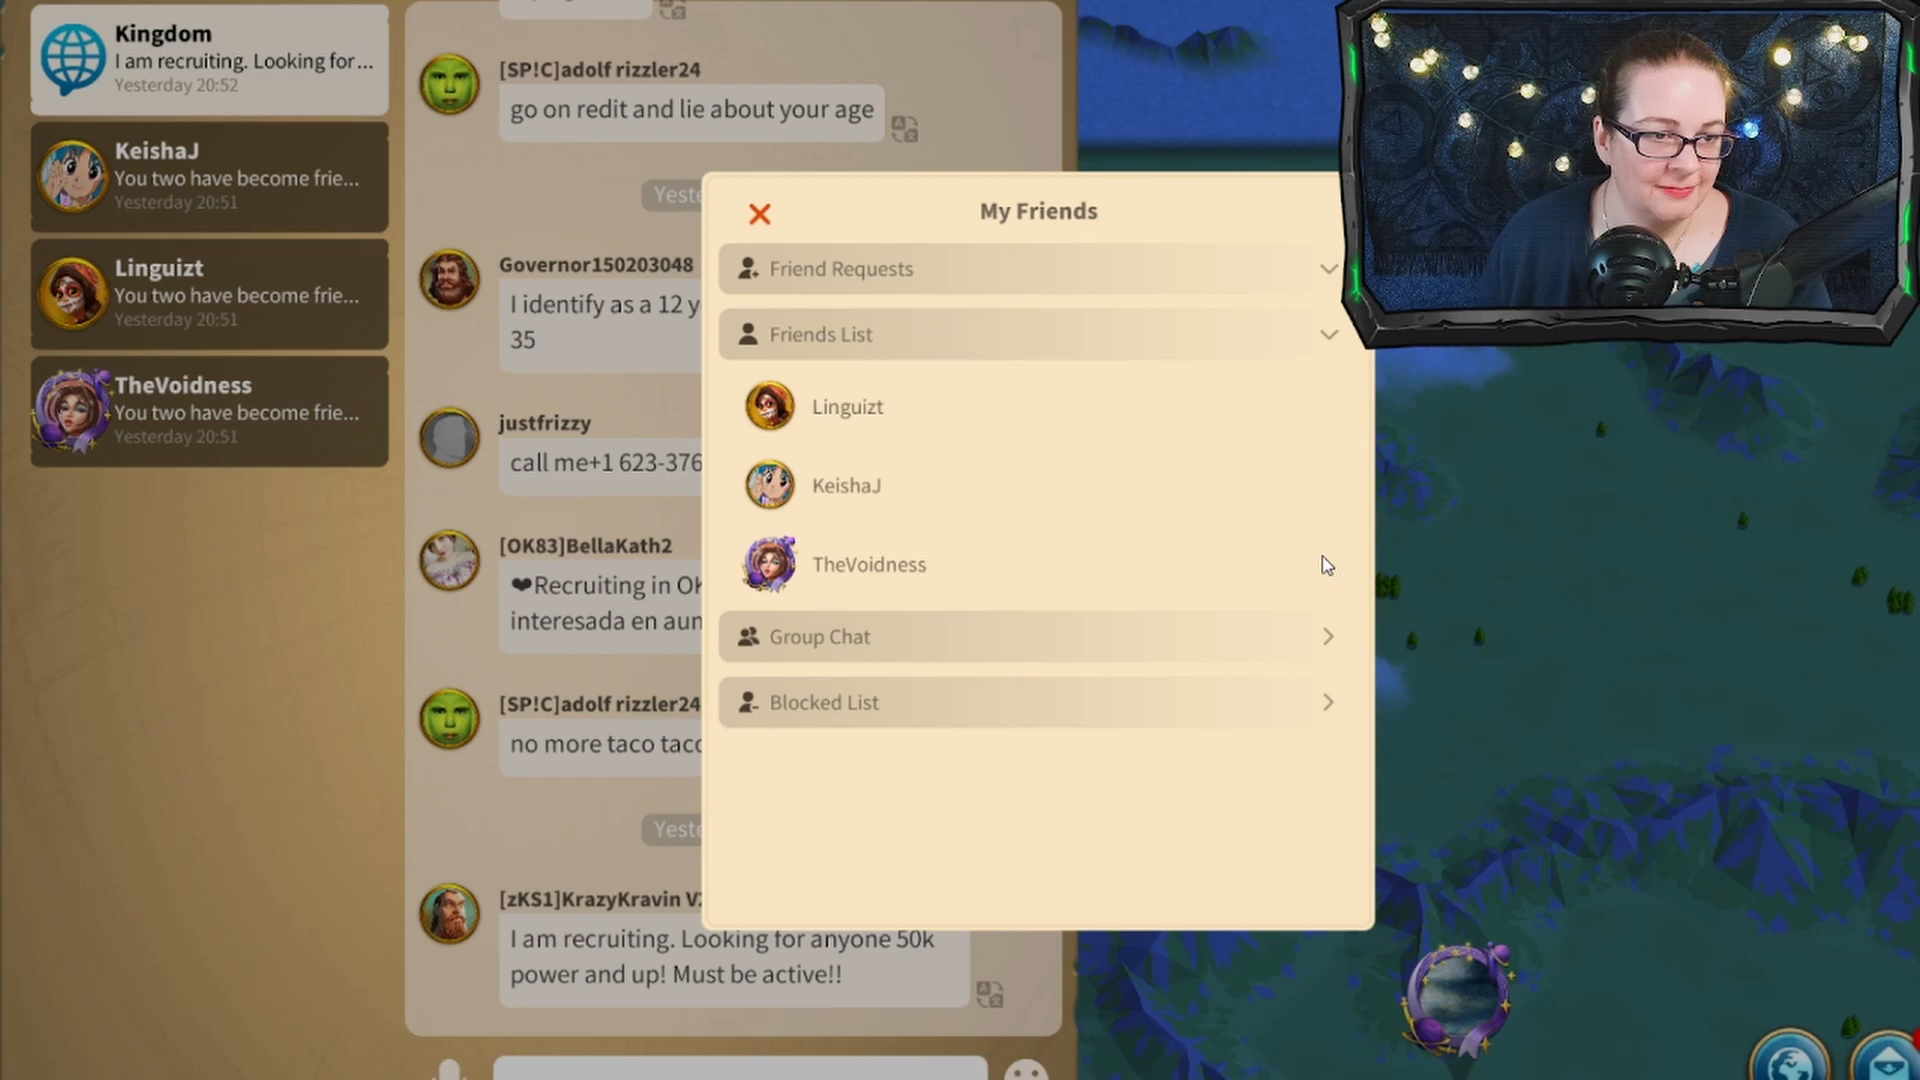 Kingdom
I am recruiting. Looking for...
Yesterday 20:52
KeishaJ
You two have become frie...
Yesterday 20:51
Linguizt
You two have become frie...
Yesterday 20:51
TheVoidness
You two have become frie...
Yesterday 20:51
[SP!C]adolf rizzler24
go on redit and lie about your age
Yeste
Governor150203048
I identify as a 12 y
35
justfrizzy
call me+1 623-376
[OK83]BellaKath2
❤Recruiting in OK
interesada en aun
[SP!C]adolf rizzler24
no more taco taco
Yeste
[zKS1]KrazyKravin V
I am recruiting. Looking for anyone 50k
power and up! Must be active!!
My Friends
Friend Requests
Friends List
Linguizt
KeishaJ
TheVoidness
Group Chat
Blocked List